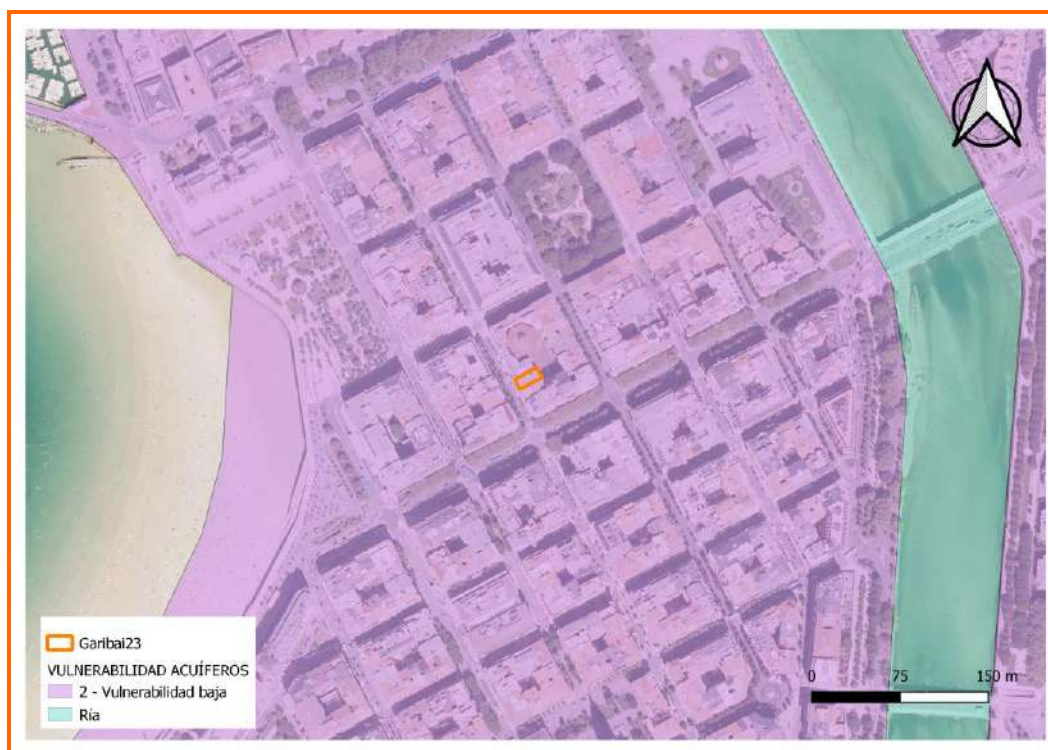 Garibai23
VULNERABILIDAD ACUÍFEROS
2 - Vulnerabilidad baja
Ría
0 75 150 m